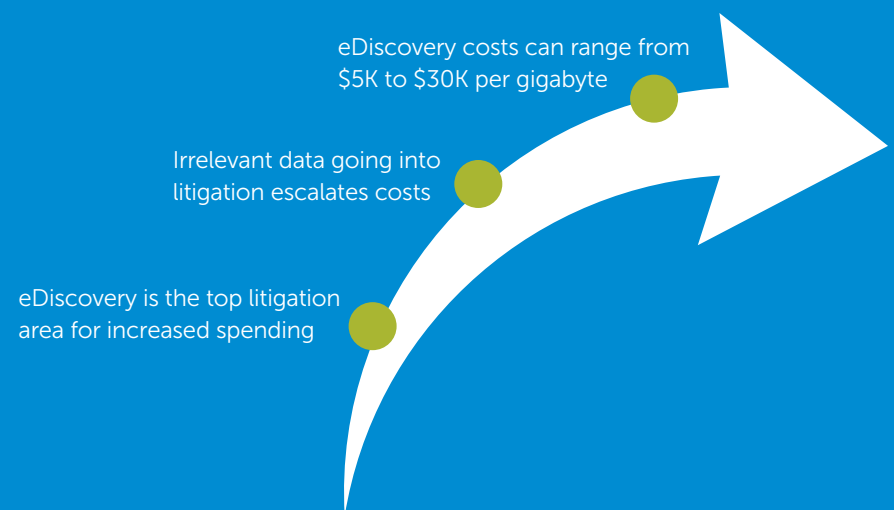 eDiscovery costs can range from
$5K to $30K per gigabyte
Irrelevant data going into
litigation escalates costs
eDiscovery is the top litigation
area for increased spending